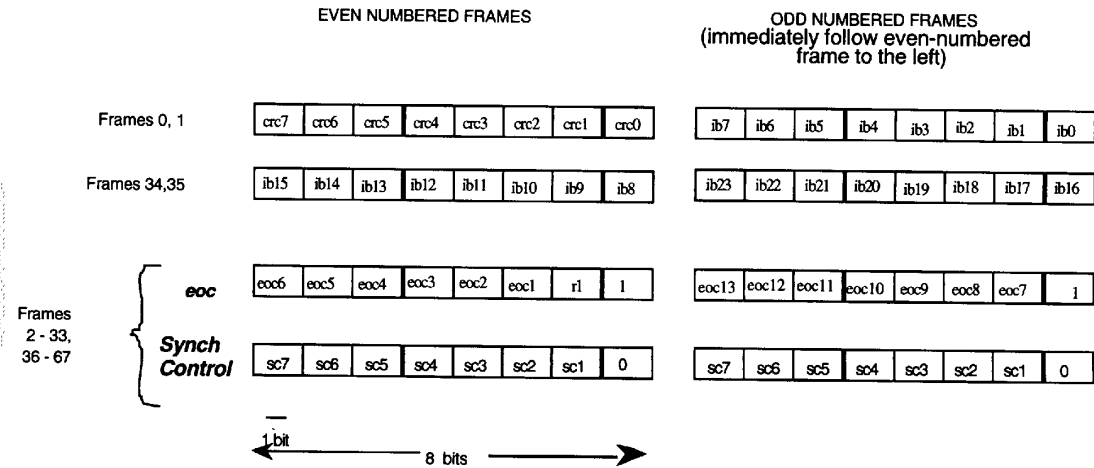 EVEN NUMBERED FRAMES
ODD NUMBERED FRAMES
(immediately follow even-numbered
frame to the left)
Frames 0, 1
crc7 crc6 crc5 crc4 crc3 crc2 crc1 crc0
ib7 ib6 ib5 ib4 ib3 ib2 ib1 ib0
Frames 34,35
ib15 ib14 ib13 ib12 ib11 ib10 ib9 ib8
ib23 ib22 ib21 ib20 ib19 ib18 ib17 ib16
Frames
2 - 33,
36 - 67
eoc
eoc6 eoc5 eoc4 eoc3 eoc2 eoc1 r1 1
eoc13 eoc12 eoc11 eoc10 eoc9 eoc8 eoc7 1
Synch
Control
sc7 sc6 sc5 sc4 sc3 sc2 sc1 0
sc7 sc6 sc5 sc4 sc3 sc2 sc1 0
1 bit
8 bits